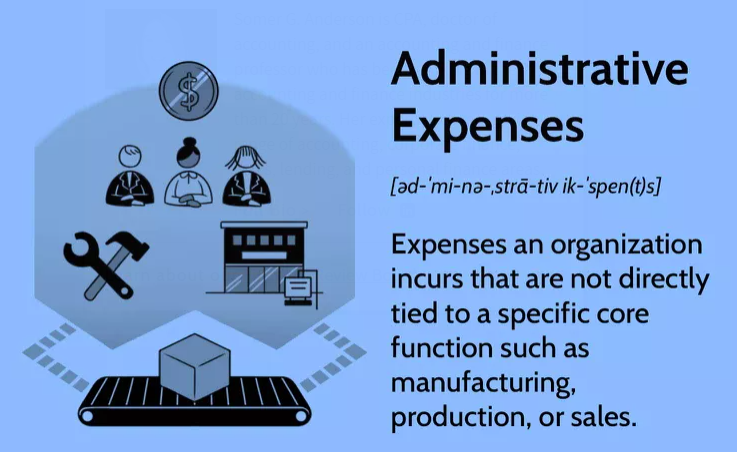 $
Administrative
Expenses
[əd-ˈmi-nə-ˌstrā-tiv ik-ˈspen(t)s]
Expenses an organization
incurs that are not directly
tied to a specific core
function such as
manufacturing,
production, or sales.